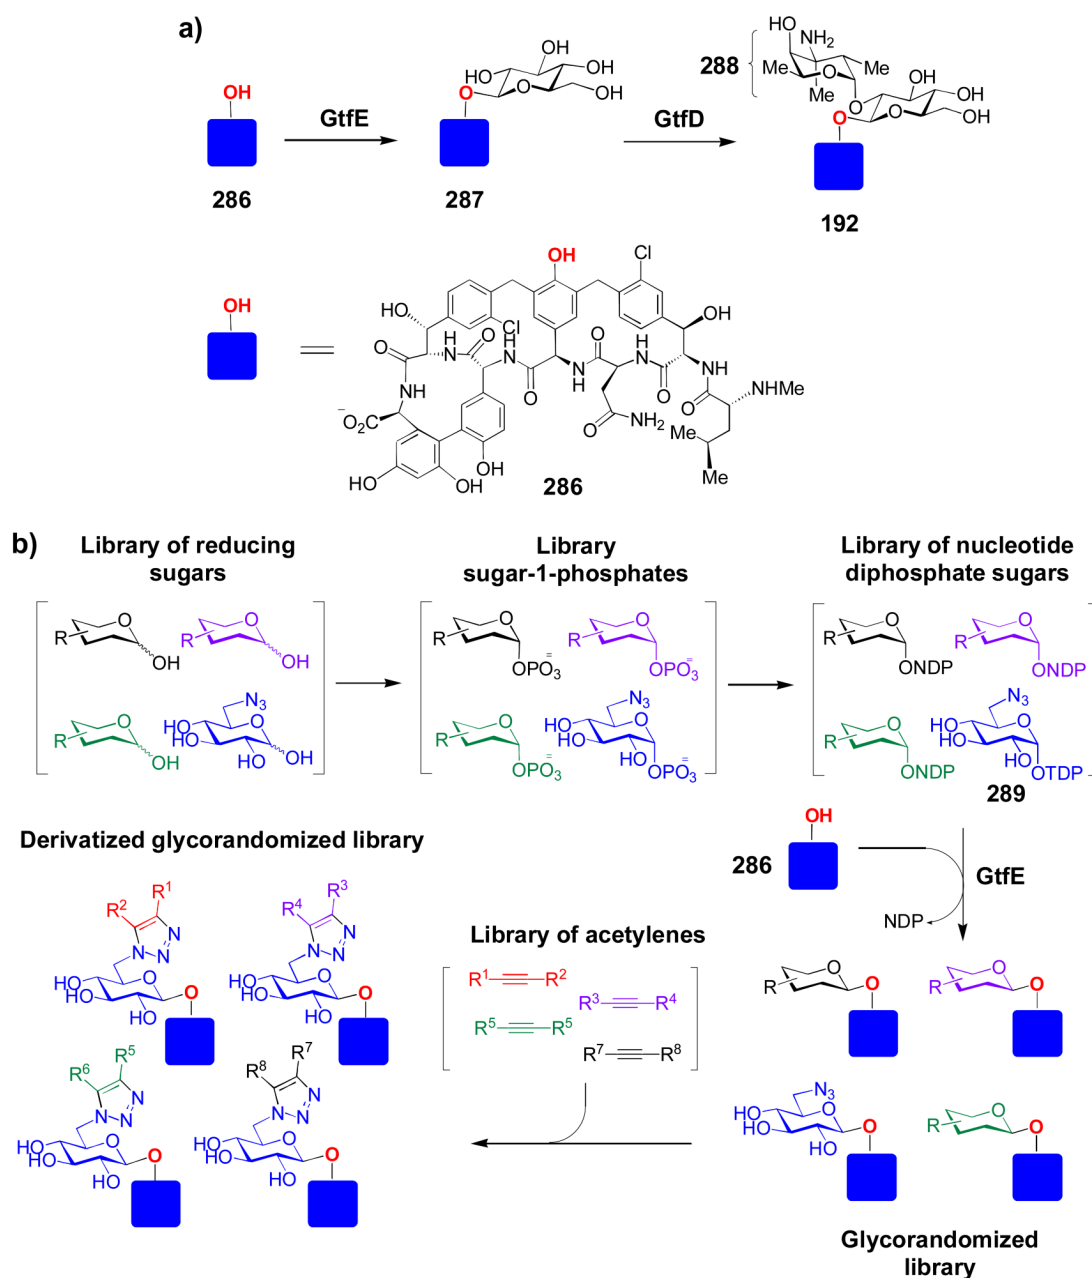 a)
OH
286
GtfE
HO
HO
OH
OH
O
O
287
GtfD
288
HO
NH2
Me
Me
Me
O
O
OH
OH
OH
O
O
192
OH
OH
Cl
HO
Cl
OH
O
O
O
H
N
H
N
H
O
NH
O
N
H
O
H
N
O
NH
O
NHMe
−O2C
O
NH2
Me
Me
HO
OH
OH
286
b)
Library of reducing
sugars
Library
sugar-1-phosphates
Library of nucleotide
diphosphate sugars
R
O
OH
R
O
OH
R
O
OH
N3
HO
HO
O
HO
OH
R
O
OPO3=
R
O
OPO3=
R
O
OPO3=
N3
HO
HO
O
HO
OPO3=
R
O
ONDP
R
O
ONDP
R
O
ONDP
N3
HO
HO
O
HO
OTDP
289
OH
286
GtfE
NDP
Derivatized glycorandomized library
R2
R1
N
N
N
HO
HO
O
HO
O
R4
R3
N
N
N
HO
HO
O
HO
O
R6
R5
N
N
N
HO
HO
O
HO
O
R8
R7
N
N
N
HO
HO
O
HO
O
Library of acetylenes
R1
R2
R3
R4
R5
R5
R7
R8
R
O
O
R
O
O
N3
HO
HO
O
HO
O
R
O
O
Glycorandomized
library